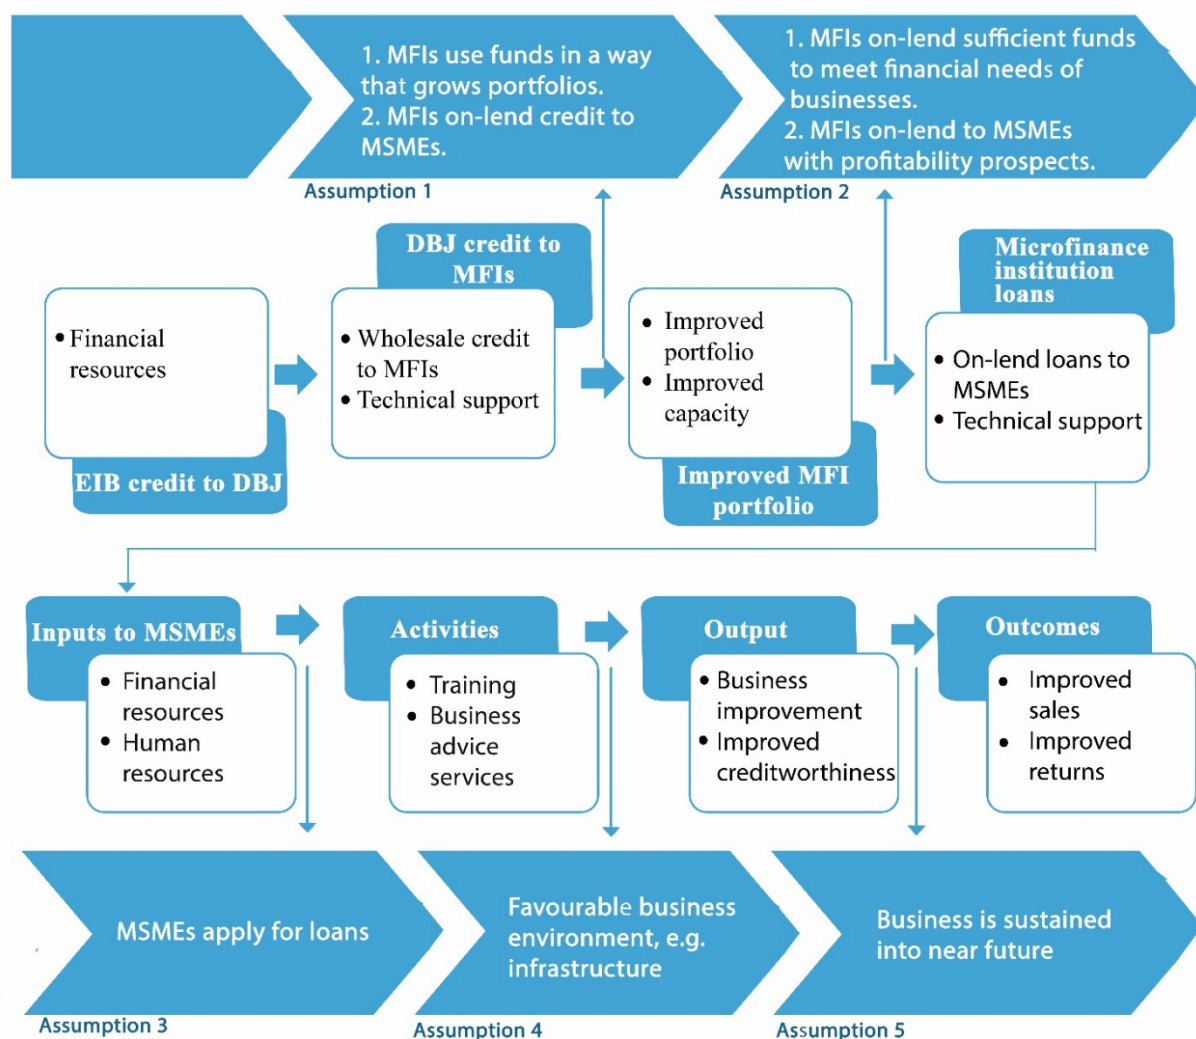 1. MFIs use funds in a way
that grows portfolios.
2. MFIs on-lend credit to
MSMEs.
1. MFIs on-lend sufficient funds
to meet financial needs of
businesses.
2. MFIs on-lend to MSMEs
with profitability prospects.
Assumption 1
Assumption 2
DBJ credit to
MFIs
Microfinance
institution
loans
• Financial
resources
• Wholesale credit
to MFIs
• Technical support
• Improved
portfolio
• Improved
capacity
• On-lend loans to
MSMEs
• Technical support
EIB credit to DBJ
Improved MFI
portfolio
Inputs to MSMEs
Activities
Output
Outcomes
• Financial
resources
• Human
resources
• Training
• Business
advice
services
• Business
improvement
• Improved
creditworthiness
• Improved
sales
• Improved
returns
MSMEs apply for loans
Favourable business
environment, e.g.
infrastructure
Business is sustained
into near future
Assumption 3
Assumption 4
Assumption 5